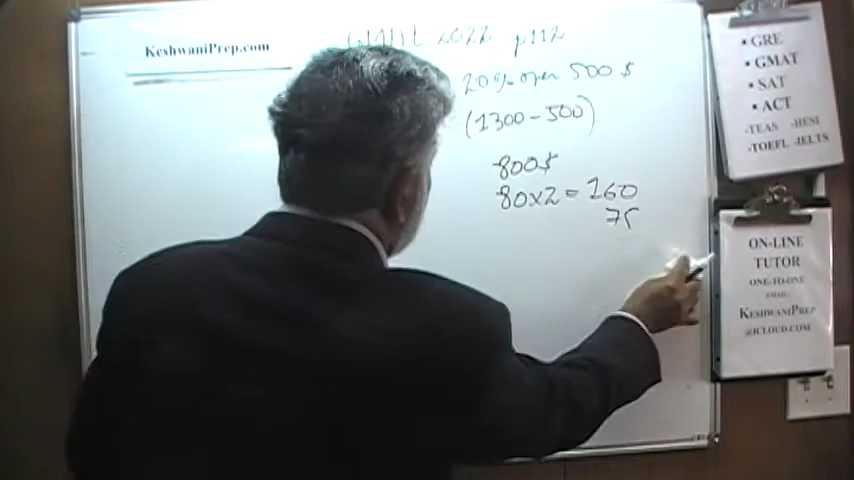 KeshwaniPrep.com
GMAT 2022 p112
20% over 500 $
(1300 - 500)
800$
80x2 = 160
75
• GRE
• GMAT
• SAT
• ACT
-TEAS -HESI
-TOEFL -IELTS
ON-LINE
TUTOR
ONE-TO-ONE
EMAIL:
KESHWANIPREP
@ICLOUD.COM